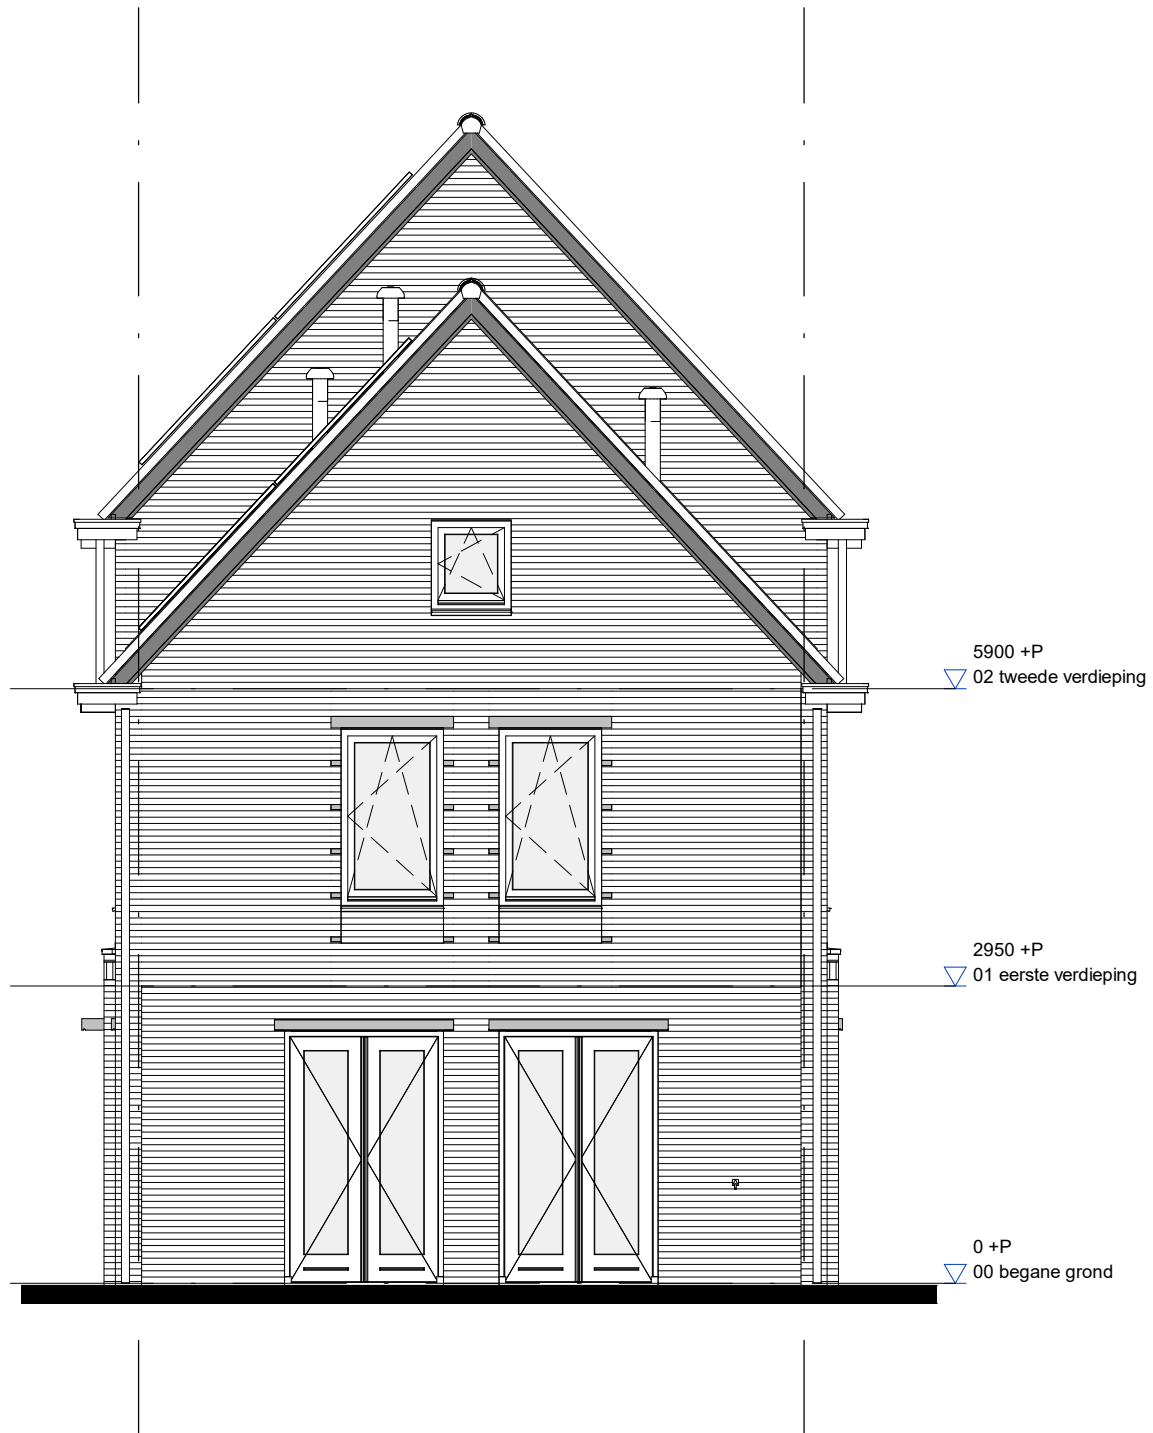 5900 +P
02 tweede verdieping
2950 +P
01 eerste verdieping
0 +P
00 begane grond